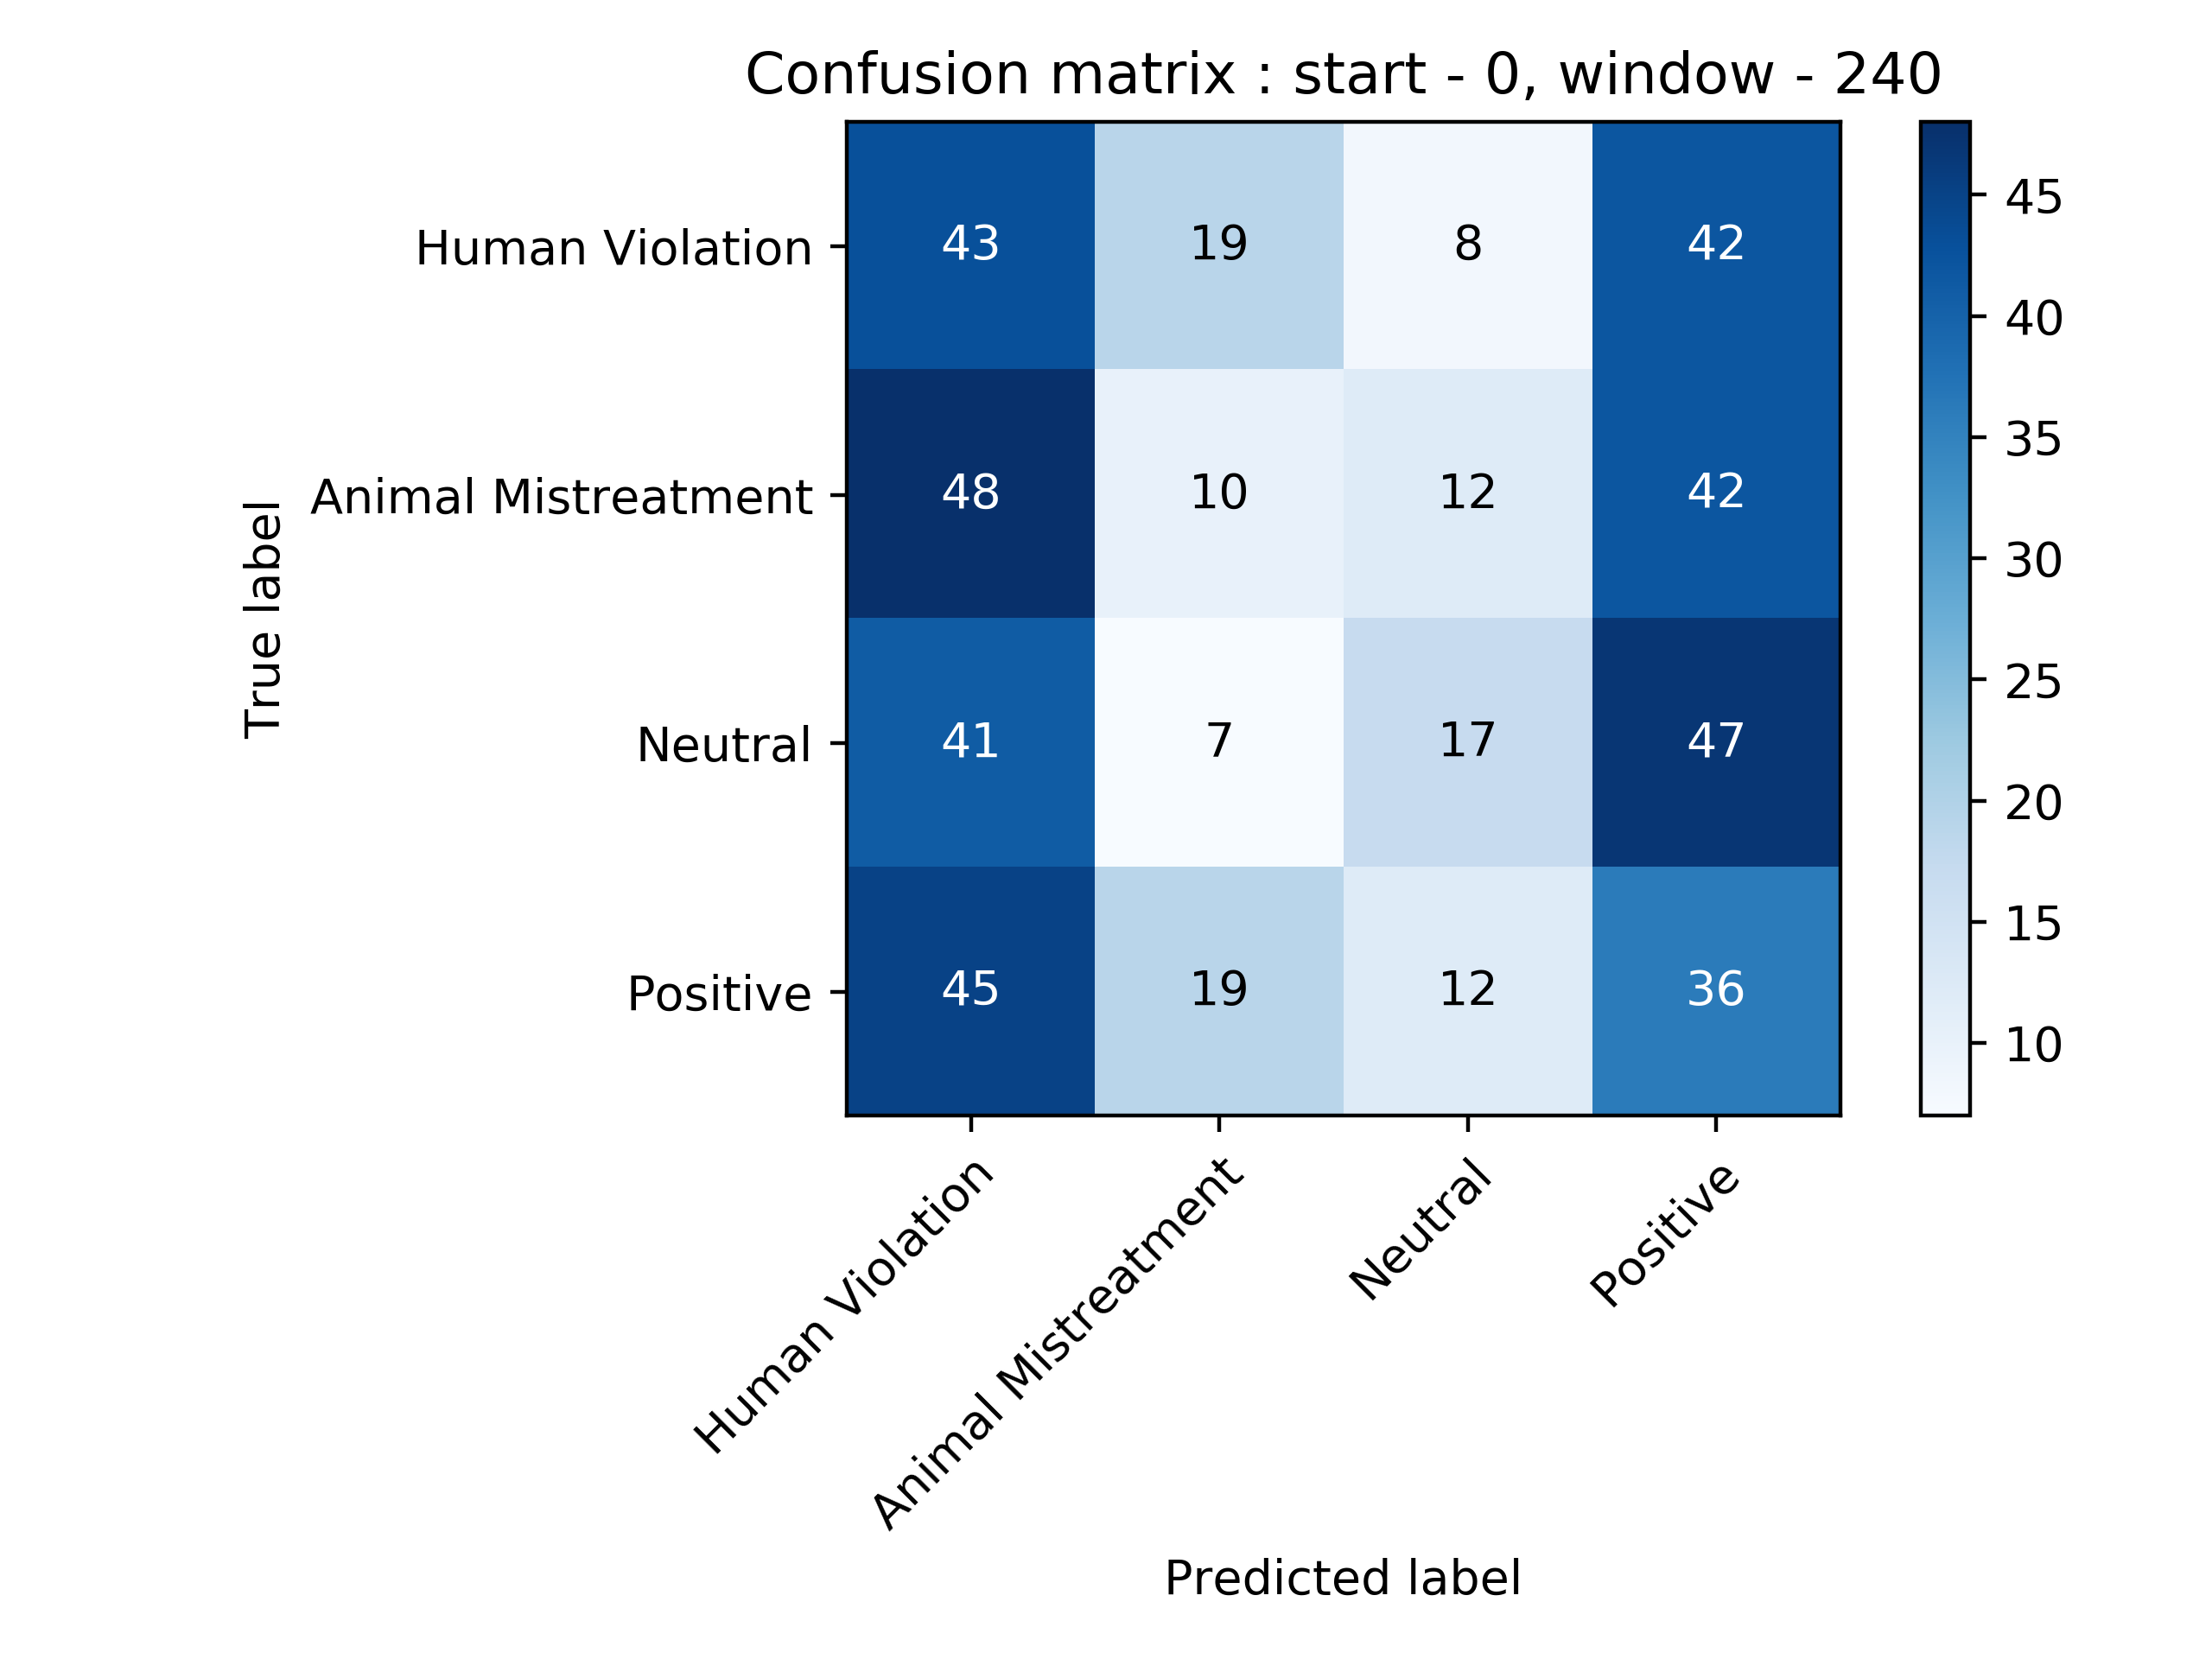 Confusion matrix : start - 0, window - 240
True label
Human Violation
43 19 8 42
Animal Mistreatment
48 10 12 42
Neutral
41 7 17 47
Positive
45 19 12 36
45
40
35
30
25
20
15
10
Human Violation
Animal Mistreatment
Neutral
Positive
Predicted label